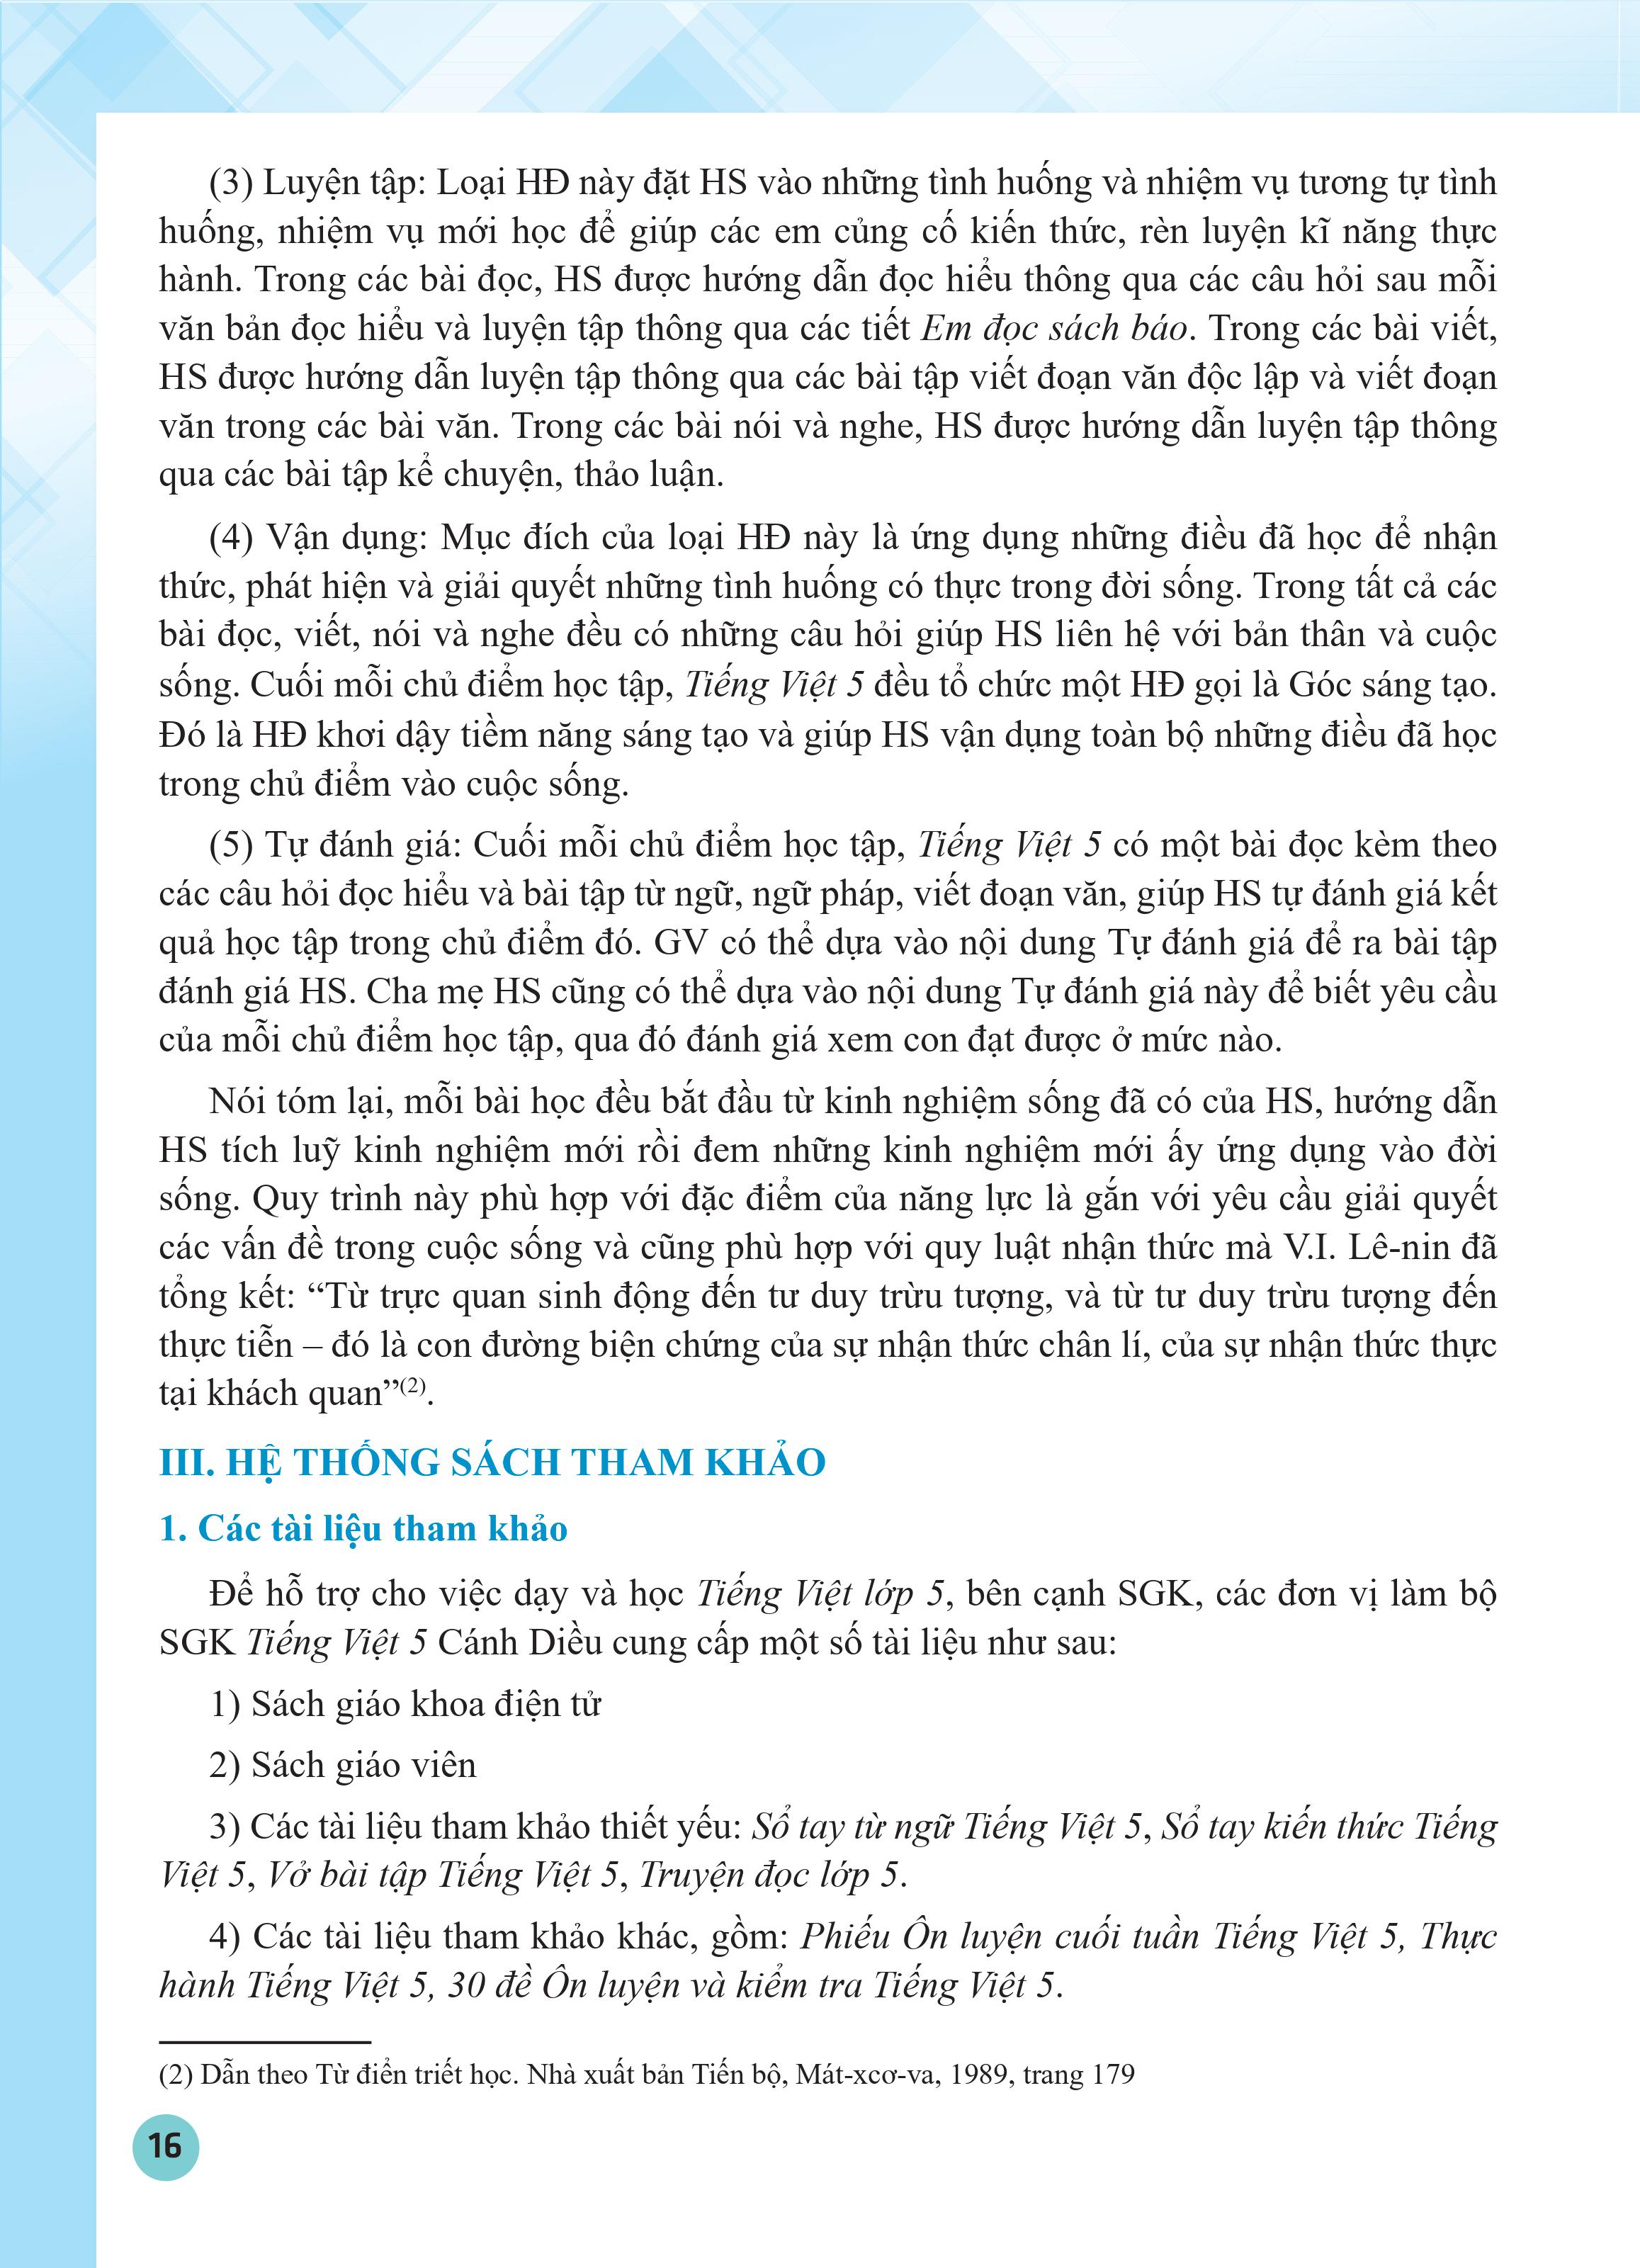 (3) Luyện tập: Loại HĐ này đặt HS vào những tình huống và nhiệm vụ tương tự tình
huống, nhiệm vụ mới học để giúp các em củng cố kiến thức, rèn luyện kĩ năng thực
hành. Trong các bài đọc, HS được hướng dẫn đọc hiểu thông qua các câu hỏi sau mỗi
văn bản đọc hiểu và luyện tập thông qua các tiết Em đọc sách báo. Trong các bài viết,
HS được hướng dẫn luyện tập thông qua các bài tập viết đoạn văn độc lập và viết đoạn
văn trong các bài văn. Trong các bài nói và nghe, HS được hướng dẫn luyện tập thông
qua các bài tập kể chuyện, thảo luận.
(4) Vận dụng: Mục đích của loại HĐ này là ứng dụng những điều đã học để nhận
thức, phát hiện và giải quyết những tình huống có thực trong đời sống. Trong tất cả các
bài đọc, viết, nói và nghe đều có những câu hỏi giúp HS liên hệ với bản thân và cuộc
sống. Cuối mỗi chủ điểm học tập, Tiếng Việt 5 đều tổ chức một HĐ gọi là Góc sáng tạo.
Đó là HĐ khơi dậy tiềm năng sáng tạo và giúp HS vận dụng toàn bộ những điều đã học
trong chủ điểm vào cuộc sống.
(5) Tự đánh giá: Cuối mỗi chủ điểm học tập, Tiếng Việt 5 có một bài đọc kèm theo
các câu hỏi đọc hiểu và bài tập từ ngữ, ngữ pháp, viết đoạn văn, giúp HS tự đánh giá kết
quả học tập trong chủ điểm đó. GV có thể dựa vào nội dung Tự đánh giá để ra bài tập
đánh giá HS. Cha mẹ HS cũng có thể dựa vào nội dung Tự đánh giá này để biết yêu cầu
của mỗi chủ điểm học tập, qua đó đánh giá xem con đạt được ở mức nào.
Nói tóm lại, mỗi bài học đều bắt đầu từ kinh nghiệm sống đã có của HS, hướng dẫn
HS tích luỹ kinh nghiệm mới rồi đem những kinh nghiệm mới ấy ứng dụng vào đời
sống. Quy trình này phù hợp với đặc điểm của năng lực là gắn với yêu cầu giải quyết
các vấn đề trong cuộc sống và cũng phù hợp với quy luật nhận thức mà V.I. Lê-nin đã
tổng kết: “Từ trực quan sinh động đến tư duy trừu tượng, và từ tư duy trừu tượng đến
thực tiễn – đó là con đường biện chứng của sự nhận thức chân lí, của sự nhận thức thực
tại khách quan”(2).
III. HỆ THỐNG SÁCH THAM KHẢO
1. Các tài liệu tham khảo
Để hỗ trợ cho việc dạy và học Tiếng Việt lớp 5, bên cạnh SGK, các đơn vị làm bộ
SGK Tiếng Việt 5 Cánh Diều cung cấp một số tài liệu như sau:
1) Sách giáo khoa điện tử
2) Sách giáo viên
3) Các tài liệu tham khảo thiết yếu: Sổ tay từ ngữ Tiếng Việt 5, Sổ tay kiến thức Tiếng
Việt 5, Vở bài tập Tiếng Việt 5, Truyện đọc lớp 5.
4) Các tài liệu tham khảo khác, gồm: Phiếu Ôn luyện cuối tuần Tiếng Việt 5, Thực
hành Tiếng Việt 5, 30 đề Ôn luyện và kiểm tra Tiếng Việt 5.
(2) Dẫn theo Từ điển triết học. Nhà xuất bản Tiến bộ, Mát-xcơ-va, 1989, trang 179
16